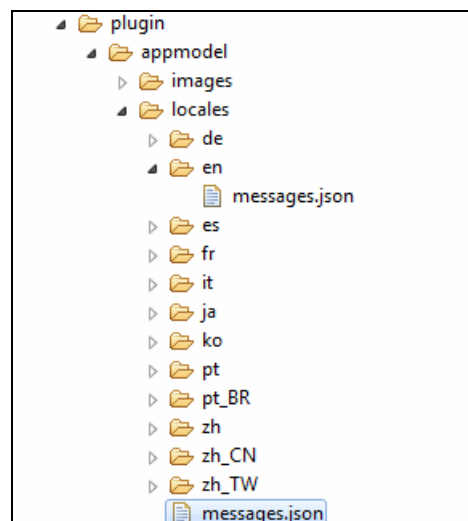 plugin
appmodel
images
locales
de
en
messages.json
es
fr
it
ja
ko
pt
pt_BR
zh
zh_CN
zh_TW
messages.json